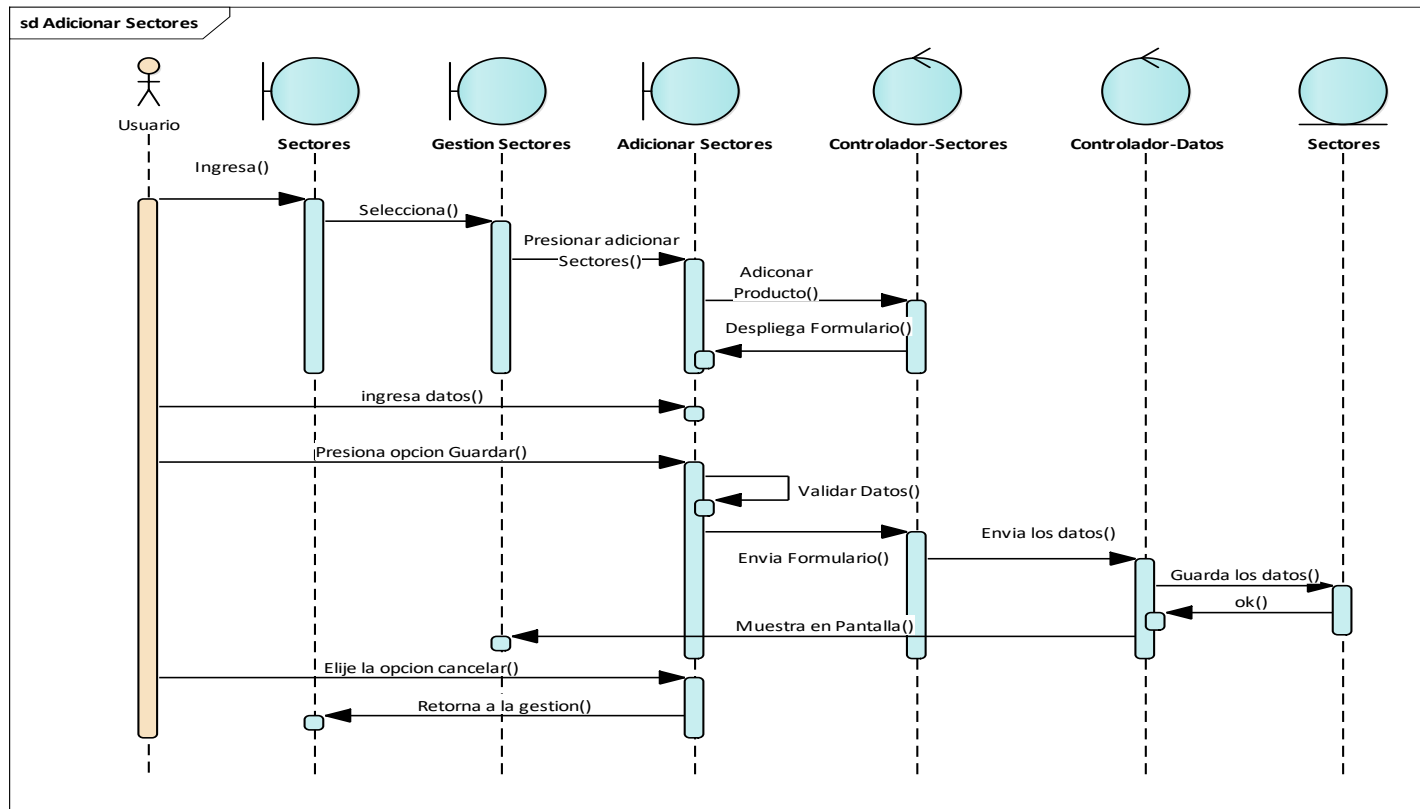 sd Adicionar Sectores
Usuario
Sectores
Gestion Sectores
Adicionar Sectores
Controlador-Sectores
Controlador-Datos
Sectores
Ingresa()
Selecciona()
Presionar adicionar
Sectores()
Adiconar
Producto()
Despliega Formulario()
ingresa datos()
Presiona opcion Guardar()
Validar Datos()
Envia Formulario()
Envia los datos()
Guarda los datos()
ok()
Muestra en Pantalla()
Elije la opcion cancelar()
Retorna a la gestion()